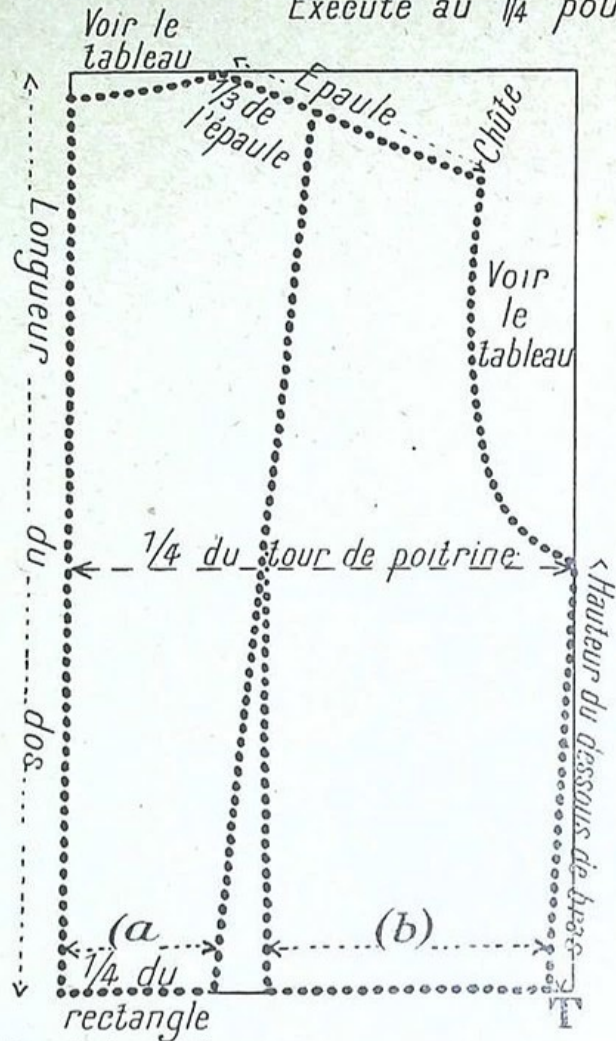 Exécuté au 1/4 pou
Voir le
tableau
Epaule
1/3 de
l'épaule
Chûte
Longueur du dos
Voir
le
tableau
1/4 du tour de poitrine
Hauteur du dessous de bras
(a
(b)
1/4 du
rectangle
T